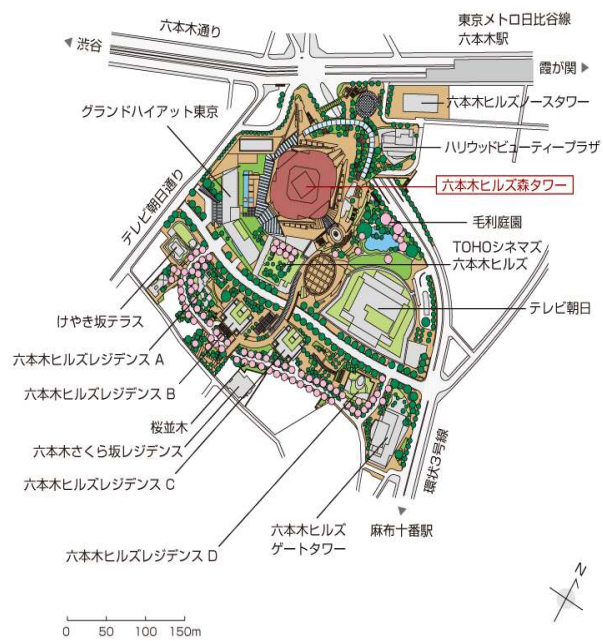 六本木通り
渋谷
東京メトロ日比谷線
六本木駅
霞が関
グランドハイアット東京
六本木ヒルズノースタワー
ハリウッドビューティープラザ
テレビ朝日通り
六本木ヒルズ森タワー
毛利庭園
TOHOシネマズ
六本木ヒルズ
テレビ朝日
けやき坂テラス
六本木ヒルズレジデンス A
六本木ヒルズレジデンス B
桜並木
六本木さくら坂レジデンス
六本木ヒルズレジデンス C
環状3号線
六本木ヒルズ
ゲートタワー
麻布十番駅
六本木ヒルズレジデンス D
N
0 50 100 150m